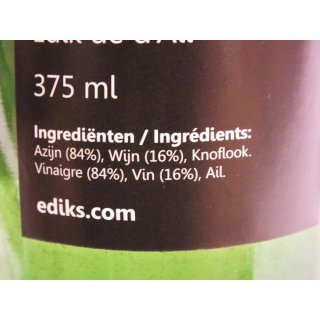 375 ml
Ingrediënten / Ingrédients:
Azijn (84%), Wijn (16%), Knoflook.
Vinaigre (84%), Vin (16%), Ail.
ediks.com